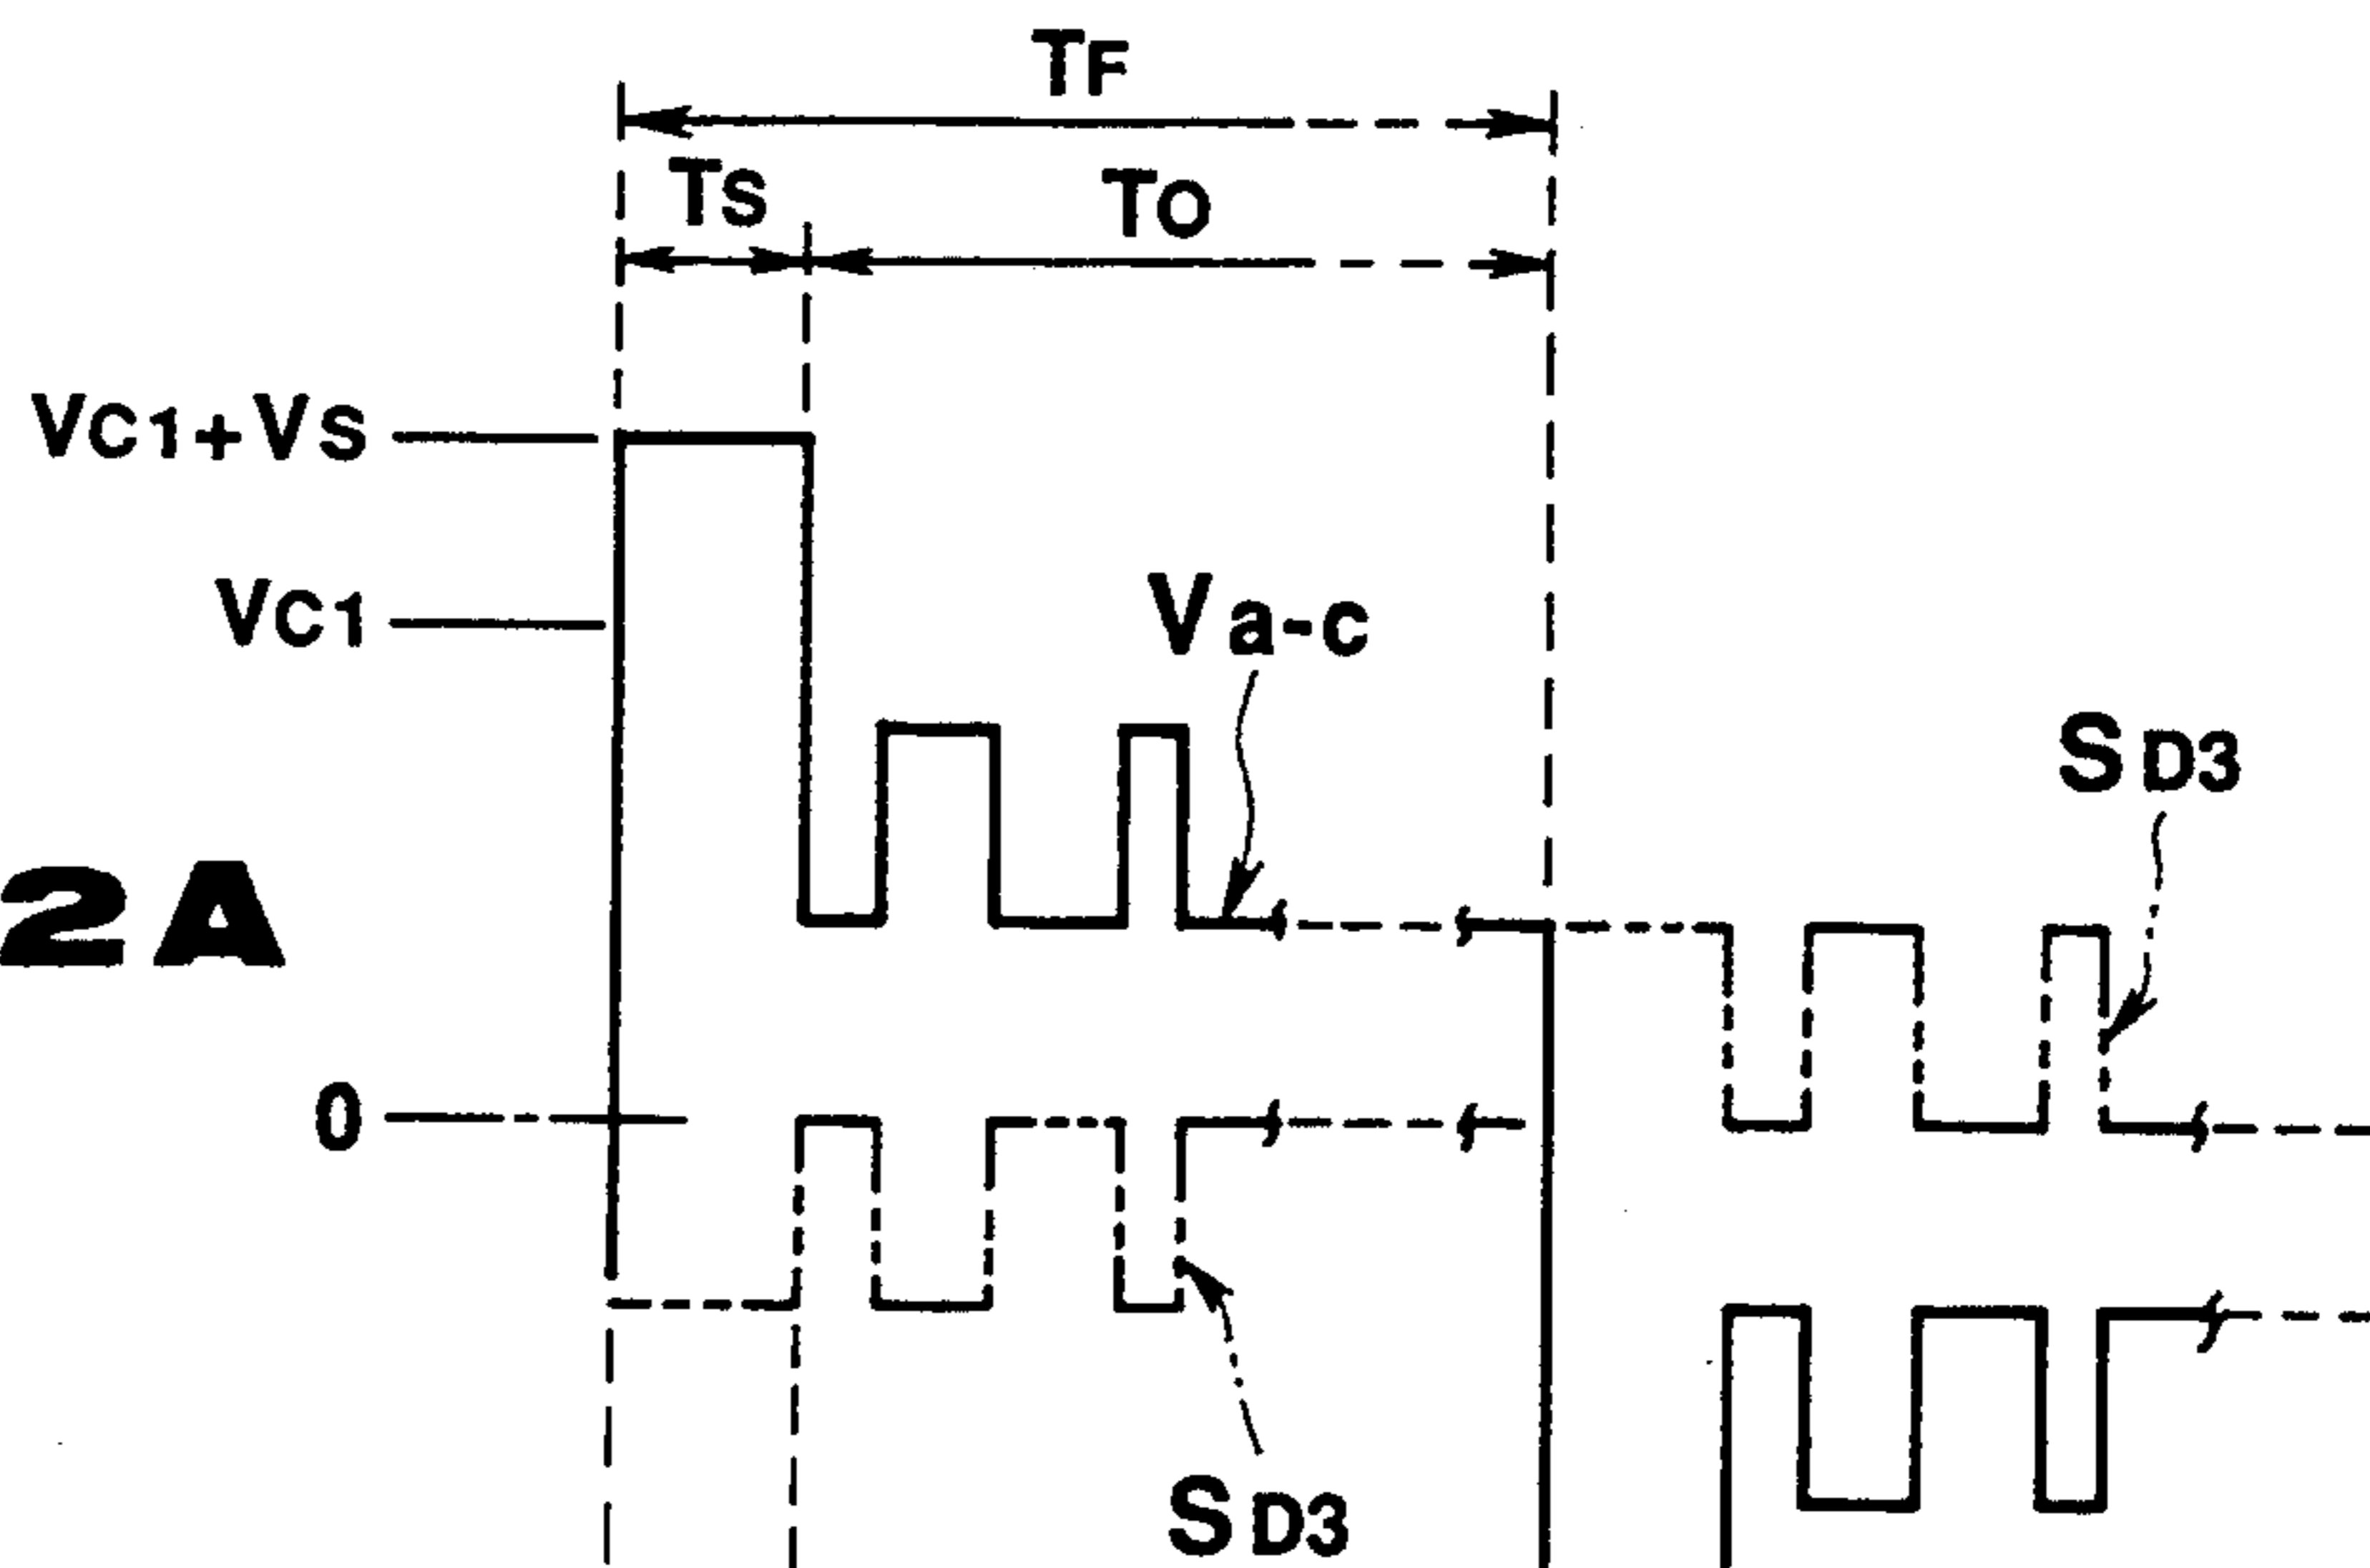 TF
TS
TO
VC1+VS
VC1
Va-c
SD3
2A
0
SD3